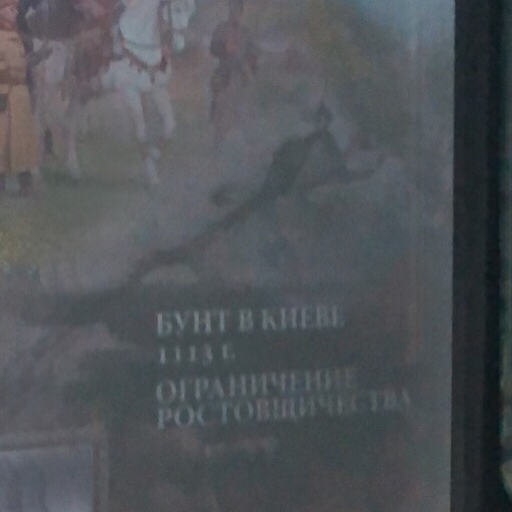 БУНТ В КИЕВЕ
1113 г.
ОГРАНИЧЕНИЕ
РОСТОВЩИЧЕСТВА